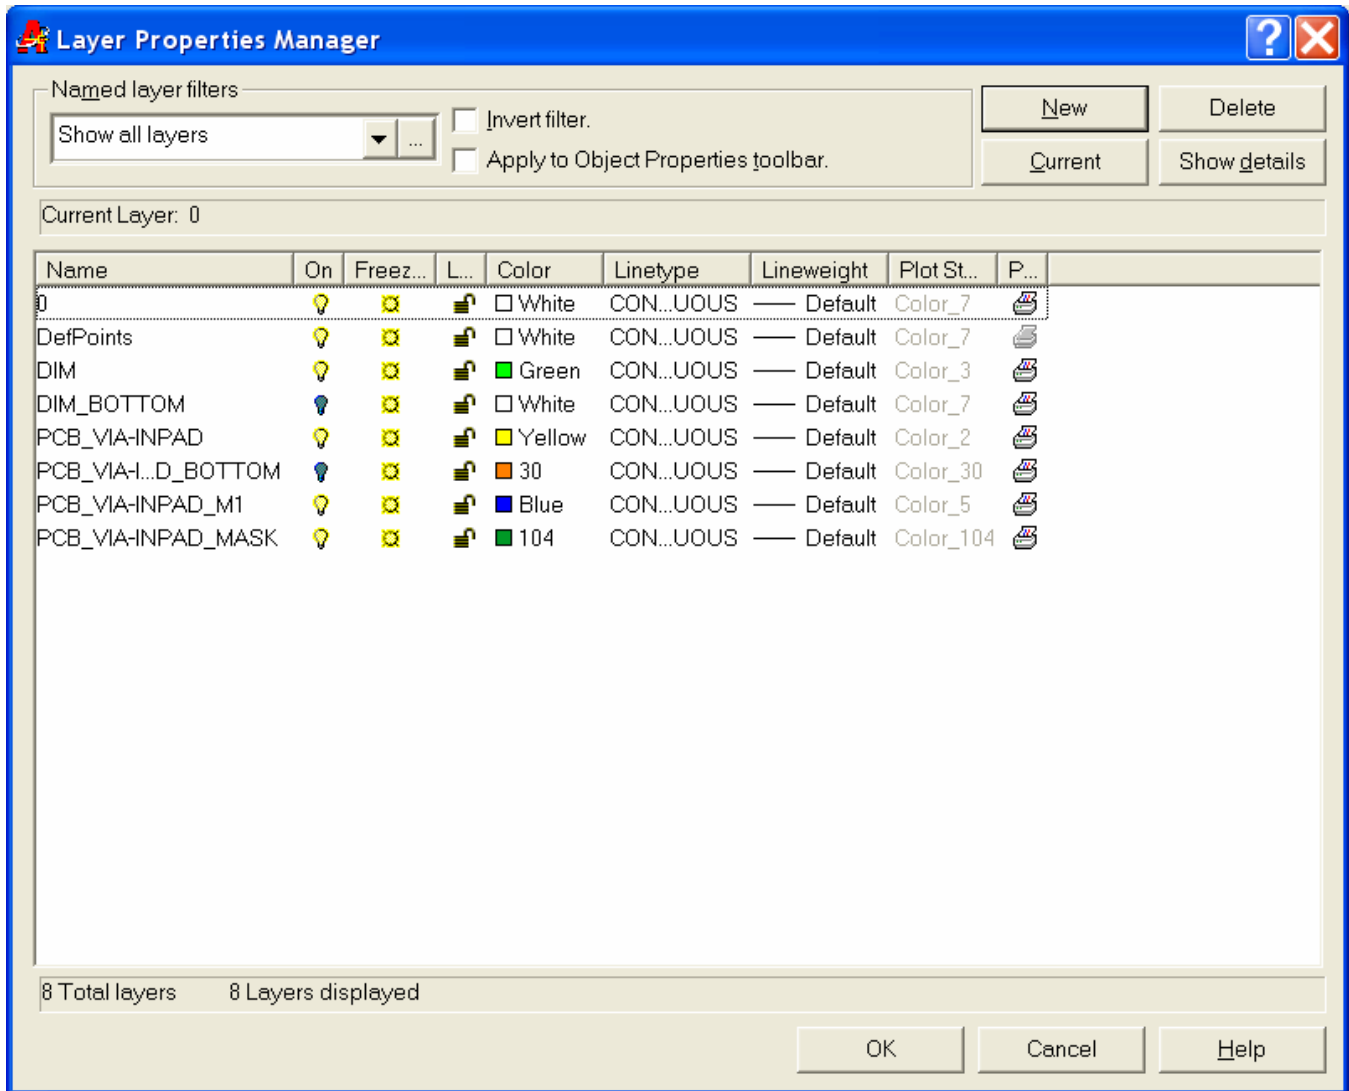 Layer Properties Manager
Named layer filters
Show all layers
...
Invert filter.
Apply to Object Properties toolbar.
New
Delete
Current
Show details
Current Layer: 0
Name On Freez... L... Color Linetype Lineweight Plot St... P...
0 White CON...UOUS Default Color_7
DefPoints White CON...UOUS Default Color_7
DIM Green CON...UOUS Default Color_3
DIM_BOTTOM White CON...UOUS Default Color_7
PCB_VIA-INPAD Yellow CON...UOUS Default Color_2
PCB_VIA-I...D_BOTTOM 30 CON...UOUS Default Color_30
PCB_VIA-INPAD_M1 Blue CON...UOUS Default Color_5
PCB_VIA-INPAD_MASK 104 CON...UOUS Default Color_104
8 Total layers 8 Layers displayed
OK Cancel Help